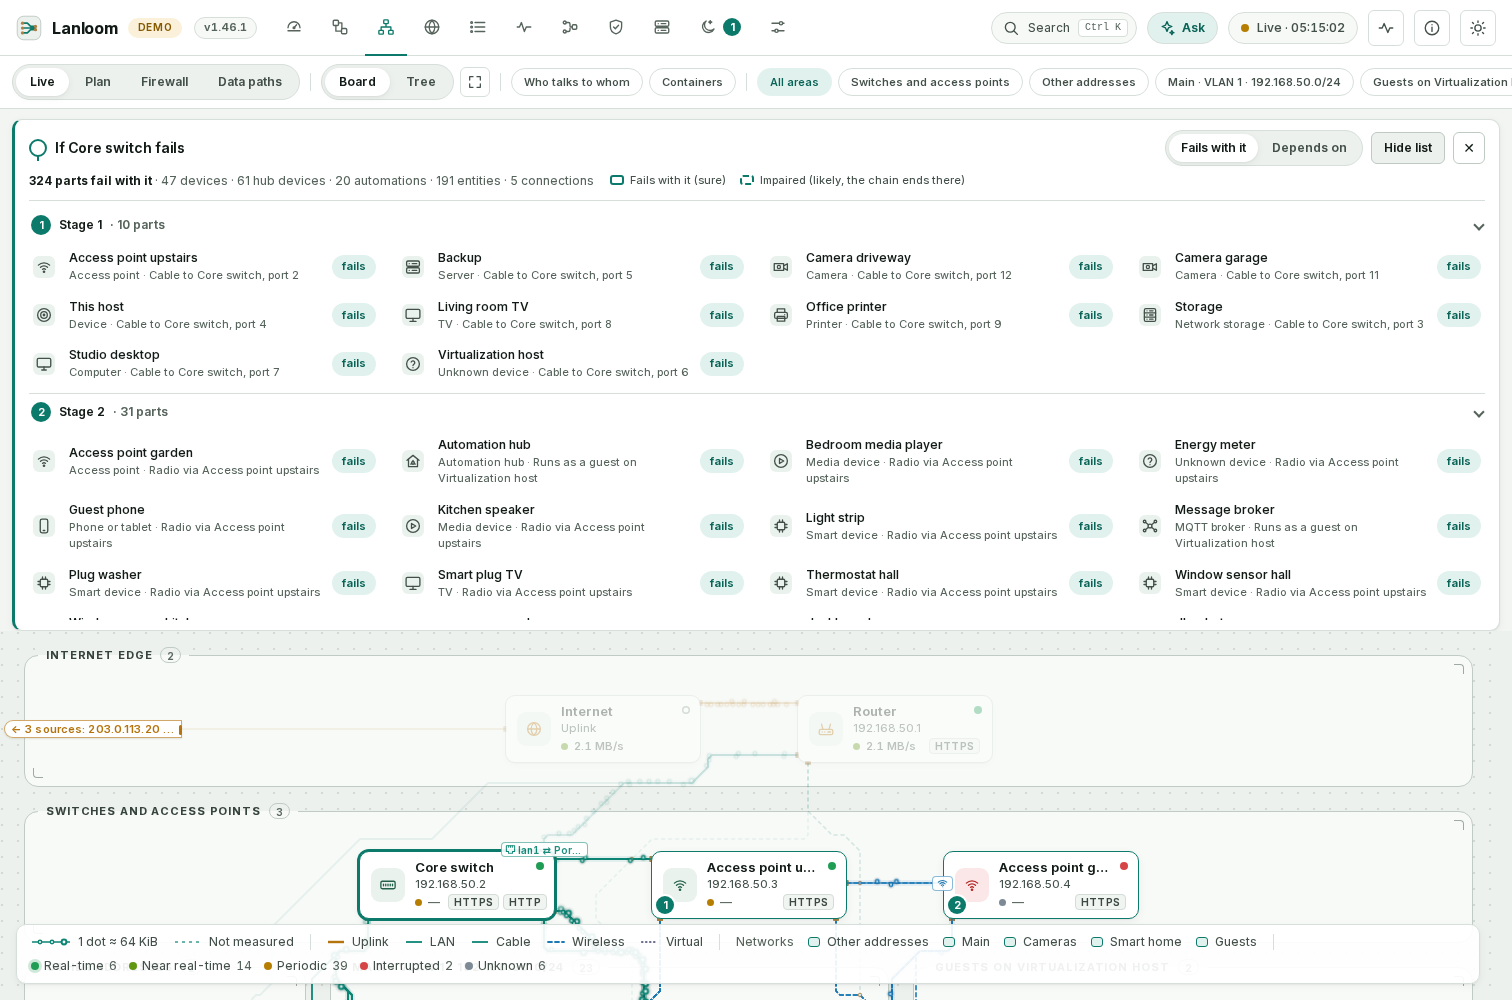 Lanloom DEMO v1.46.1 1 Search Ctrl K Ask Live · 05:15:02
Live Plan Firewall Data paths Board Tree Who talks to whom Containers All areas Switches and access points Other addresses Main · VLAN 1 · 192.168.50.0/24 Guests on Virtualization
If Core switch fails Fails with it Depends on Hide list ✕
324 parts fail with it · 47 devices · 61 hub devices · 20 automations · 191 entities · 5 connections Fails with it (sure) Impaired (likely, the chain ends there)
1 Stage 1 · 10 parts
Access point upstairs Backup Camera driveway Camera garage
Access point · Cable to Core switch, port 2 fails Server · Cable to Core switch, port 5 fails Camera · Cable to Core switch, port 12 fails Camera · Cable to Core switch, port 11 fails
This host Living room TV Office printer Storage
Device · Cable to Core switch, port 4 fails TV · Cable to Core switch, port 8 fails Printer · Cable to Core switch, port 9 fails Network storage · Cable to Core switch, port 3 fails
Studio desktop Virtualization host
Computer · Cable to Core switch, port 7 fails Unknown device · Cable to Core switch, port 6 fails
2 Stage 2 · 31 parts
Access point garden Automation hub Bedroom media player Energy meter
Access point · Radio via Access point upstairs fails Automation hub · Runs as a guest on fails Media device · Radio via Access point fails Unknown device · Radio via Access point fails
Virtualization host upstairs upstairs
Guest phone Kitchen speaker Light strip Message broker
Phone or tablet · Radio via Access point fails Media device · Radio via Access point fails Smart device · Radio via Access point upstairs fails MQTT broker · Runs as a guest on fails
upstairs upstairs Virtualization host
Plug washer Smart plug TV Thermostat hall Window sensor hall
Smart device · Radio via Access point upstairs fails TV · Radio via Access point upstairs fails Smart device · Radio via Access point upstairs fails Smart device · Radio via Access point upstairs fails
INTERNET EDGE 2
Internet Router
← 3 sources: 203.0.113.20 ... Uplink 192.168.50.1
2.1 MB/s 2.1 MB/s HTTPS
SWITCHES AND ACCESS POINTS 3
lan1 ⇄ Por...
Core switch Access point u... Access point g...
192.168.50.2 192.168.50.3 192.168.50.4
— HTTPS HTTP 1 — HTTPS 2 — HTTPS
1 dot ≈ 64 KiB Not measured Uplink LAN Cable Wireless Virtual Networks Other addresses Main Cameras Smart home Guests
Real-time 6 Near real-time 14 Periodic 39 Interrupted 2 Unknown 6 24 23 GUESTS ON VIRTUALIZATION HOST 2